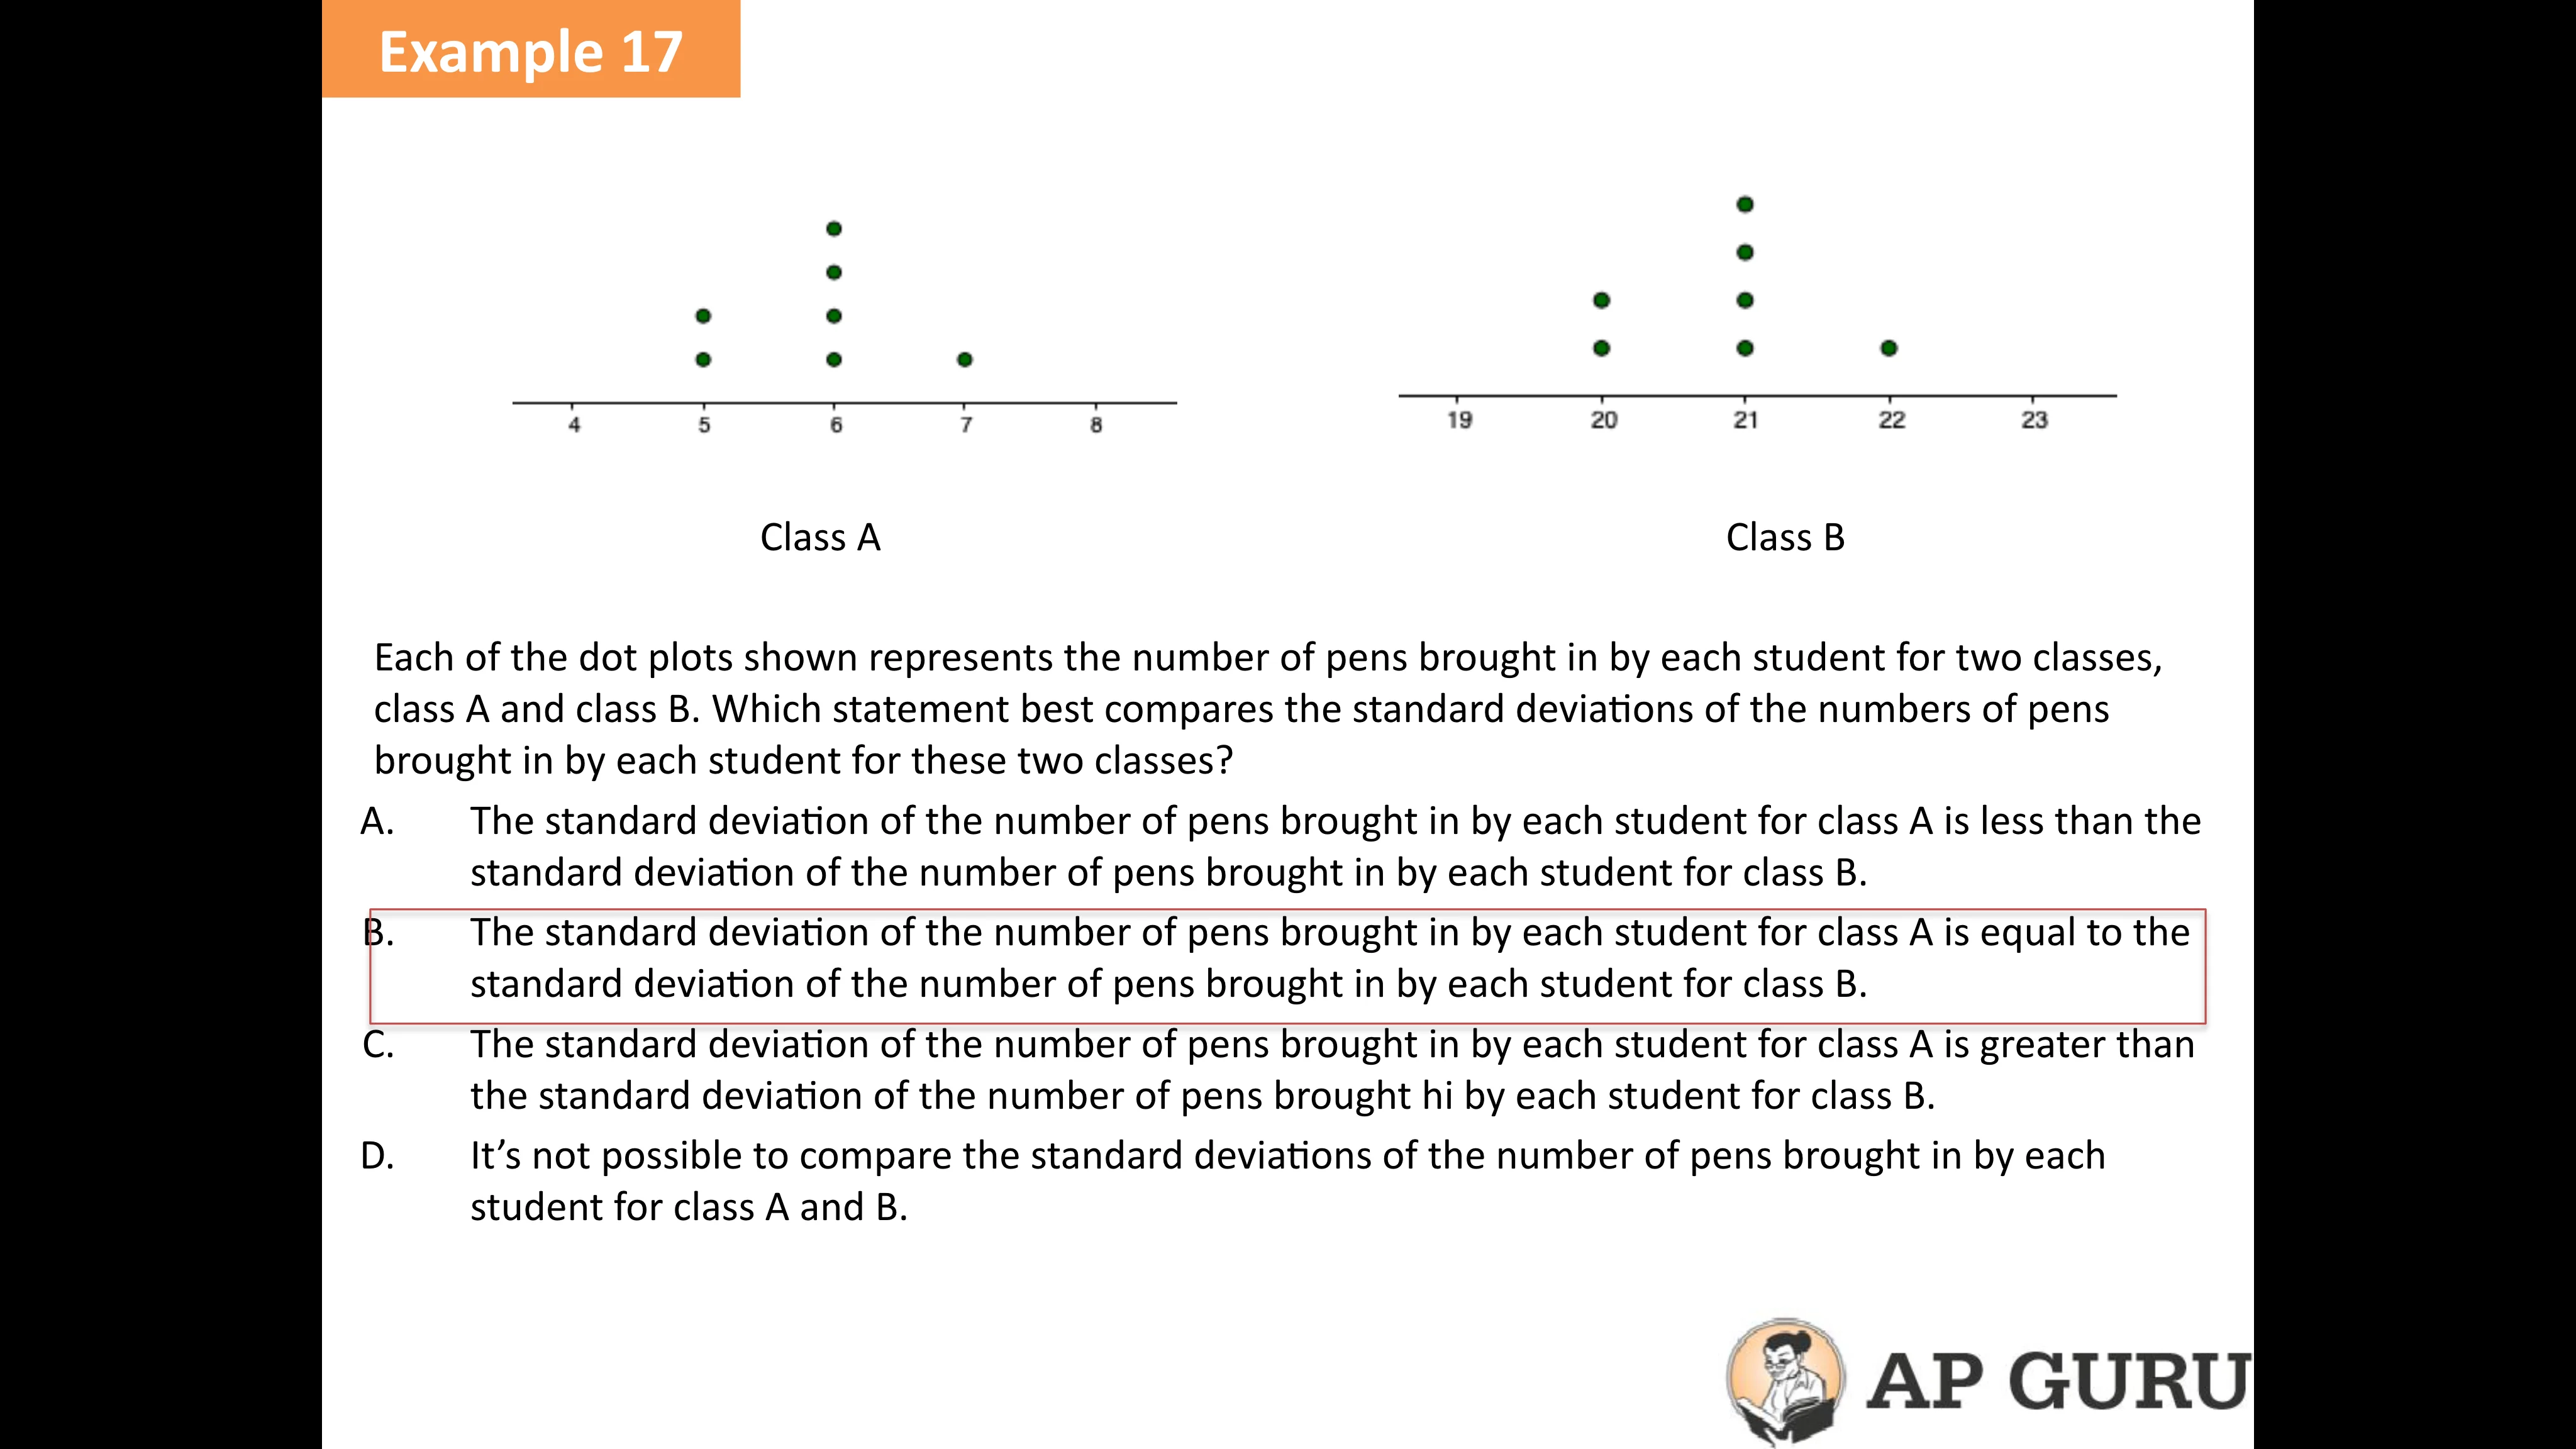 Example 17
4 5 6 7 8
19 20 21 22 23
Class A
Class B
Each of the dot plots shown represents the number of pens brought in by each student for two classes,
class A and class B. Which statement best compares the standard deviations of the numbers of pens
brought in by each student for these two classes?
A. The standard deviation of the number of pens brought in by each student for class A is less than the
standard deviation of the number of pens brought in by each student for class B.
B. The standard deviation of the number of pens brought in by each student for class A is equal to the
standard deviation of the number of pens brought in by each student for class B.
C. The standard deviation of the number of pens brought in by each student for class A is greater than
the standard deviation of the number of pens brought hi by each student for class B.
D. It’s not possible to compare the standard deviations of the number of pens brought in by each
student for class A and B.
AP GURU